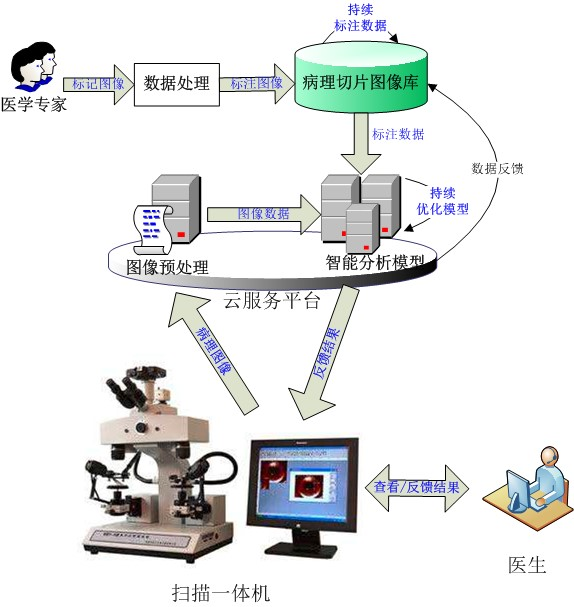 持续
标注数据
医学专家
标记图像
数据处理
标注图像
病理切片图像库
标注数据
数据反馈
图像数据
持续
优化模型
图像预处理
智能分析模型
云服务平台
病理图像
反馈结果
查看/反馈结果
医生
扫描一体机